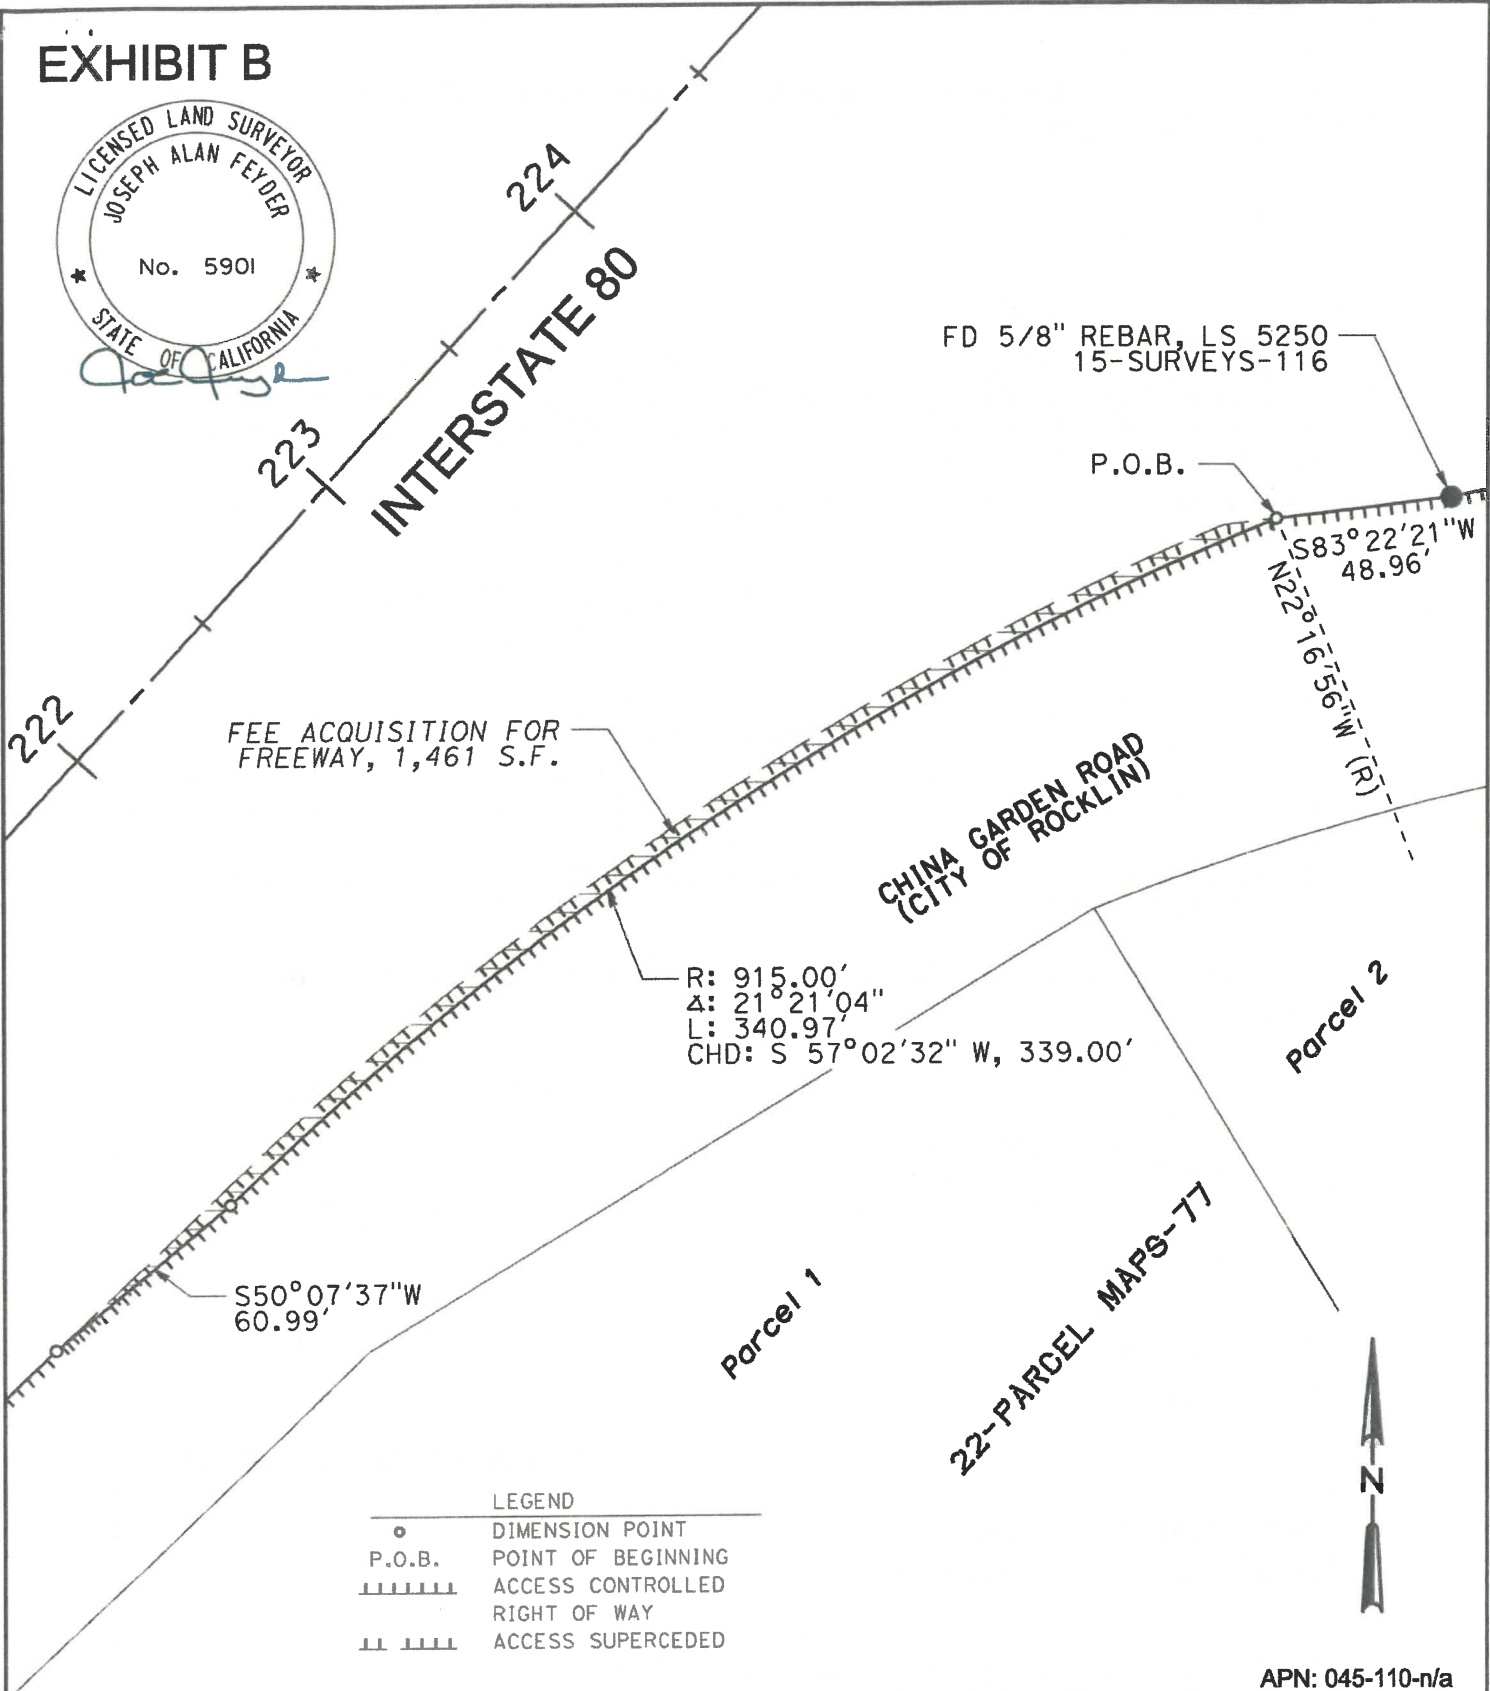 EXHIBIT B
LICENSED LAND SURVEYOR
JOSEPH ALAN FEYDER
No. 5901
STATE OF CALIFORNIA
224
INTERSTATE 80
FD 5/8" REBAR, LS 5250
15-SURVEYS-116
223
P.O.B.
S83°22'21"W
48.96'
N22°16'56"W (R)
222
FEE ACQUISITION FOR
FREEWAY, 1,461 S.F.
CHINA GARDEN ROAD
(CITY OF ROCKLIN)
R: 915.00'
Δ: 21°21'04"
L: 340.97'
CHD: S 57°02'32" W, 339.00'
Parcel 2
S50°07'37"W
60.99'
Parcel 1
22-PARCEL MAPS-77
N
LEGEND
DIMENSION POINT
P.O.B. POINT OF BEGINNING
ACCESS CONTROLLED
RIGHT OF WAY
ACCESS SUPERCEDED
APN: 045-110-n/a